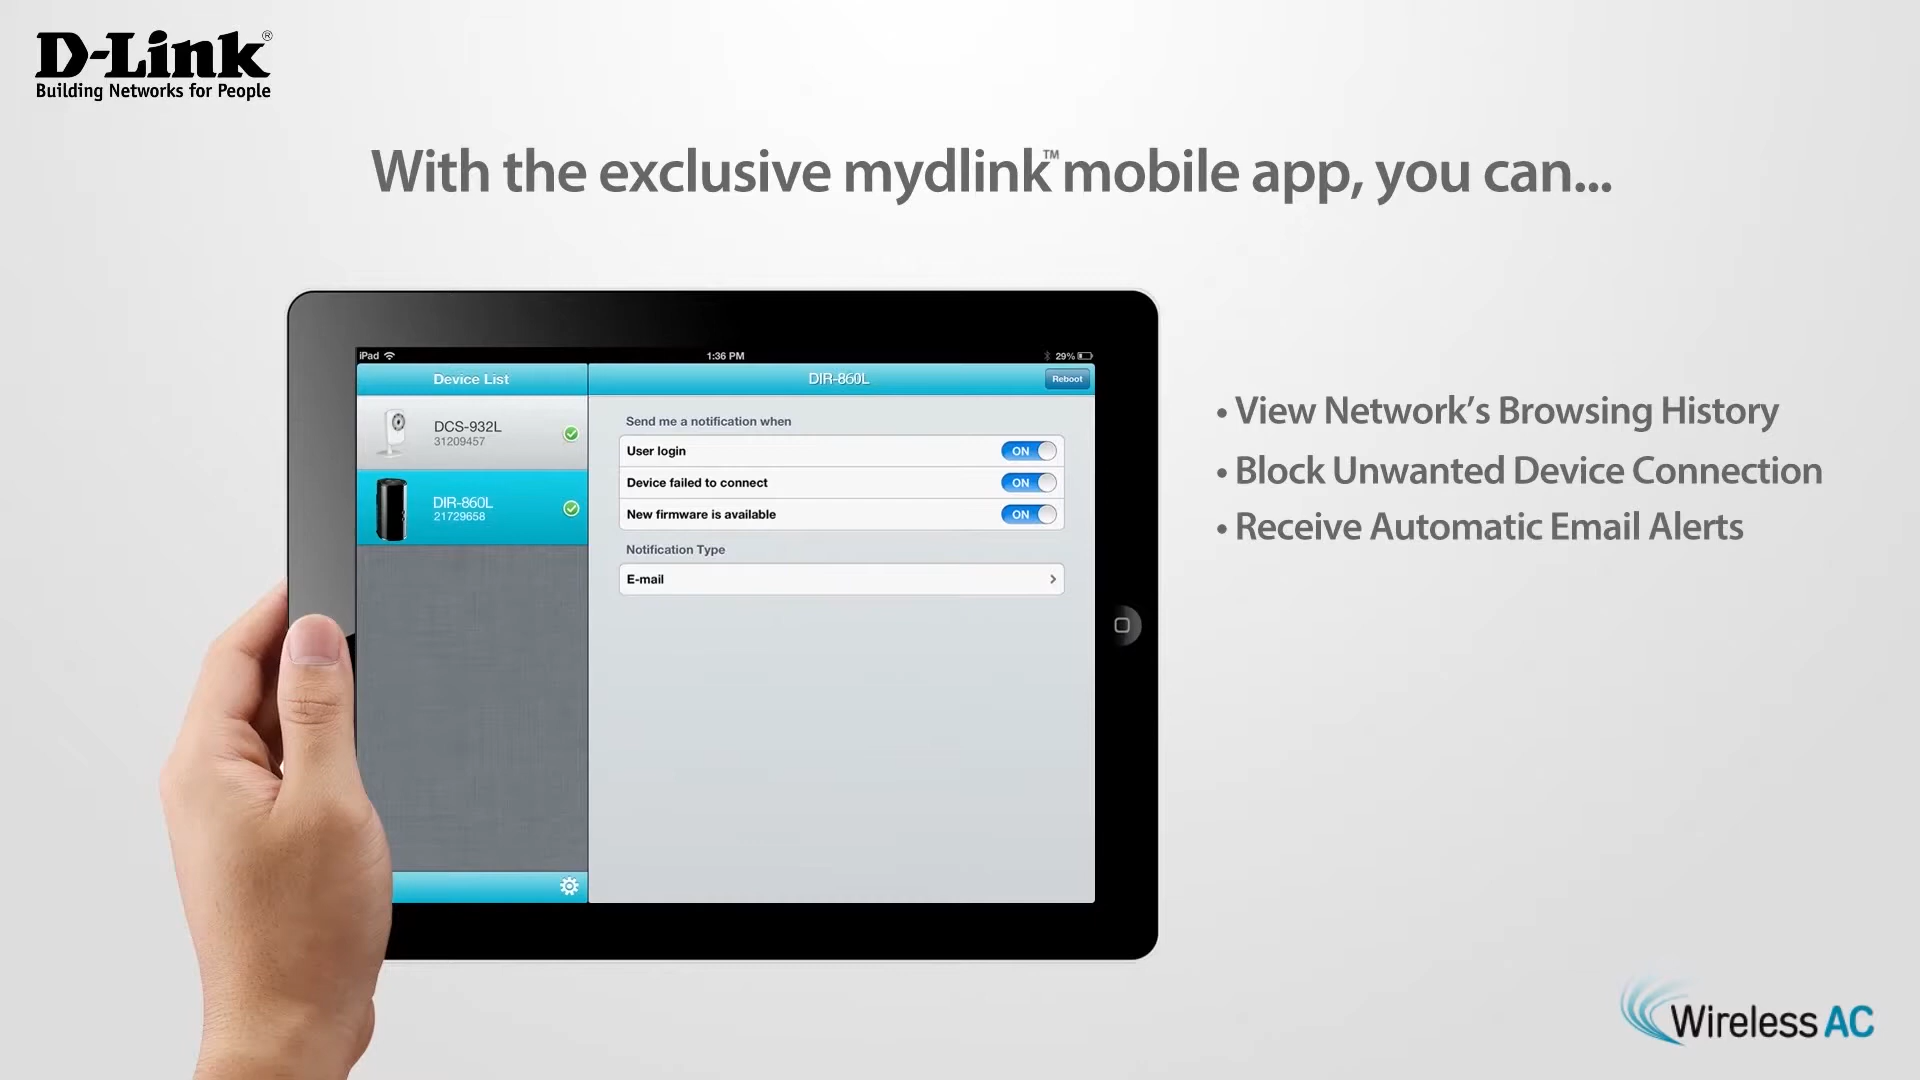 D-Link®
Building Networks for People
With the exclusive mydlink™ mobile app, you can...
iPad 1:36 PM 29%
Device List
DIR-860L
Reboot
DCS-932L
31209457
DIR-860L
21729658
Send me a notification when
User login ON
Device failed to connect ON
New firmware is available ON
Notification Type
E-mail
• View Network's Browsing History
• Block Unwanted Device Connection
• Receive Automatic Email Alerts
Wireless AC